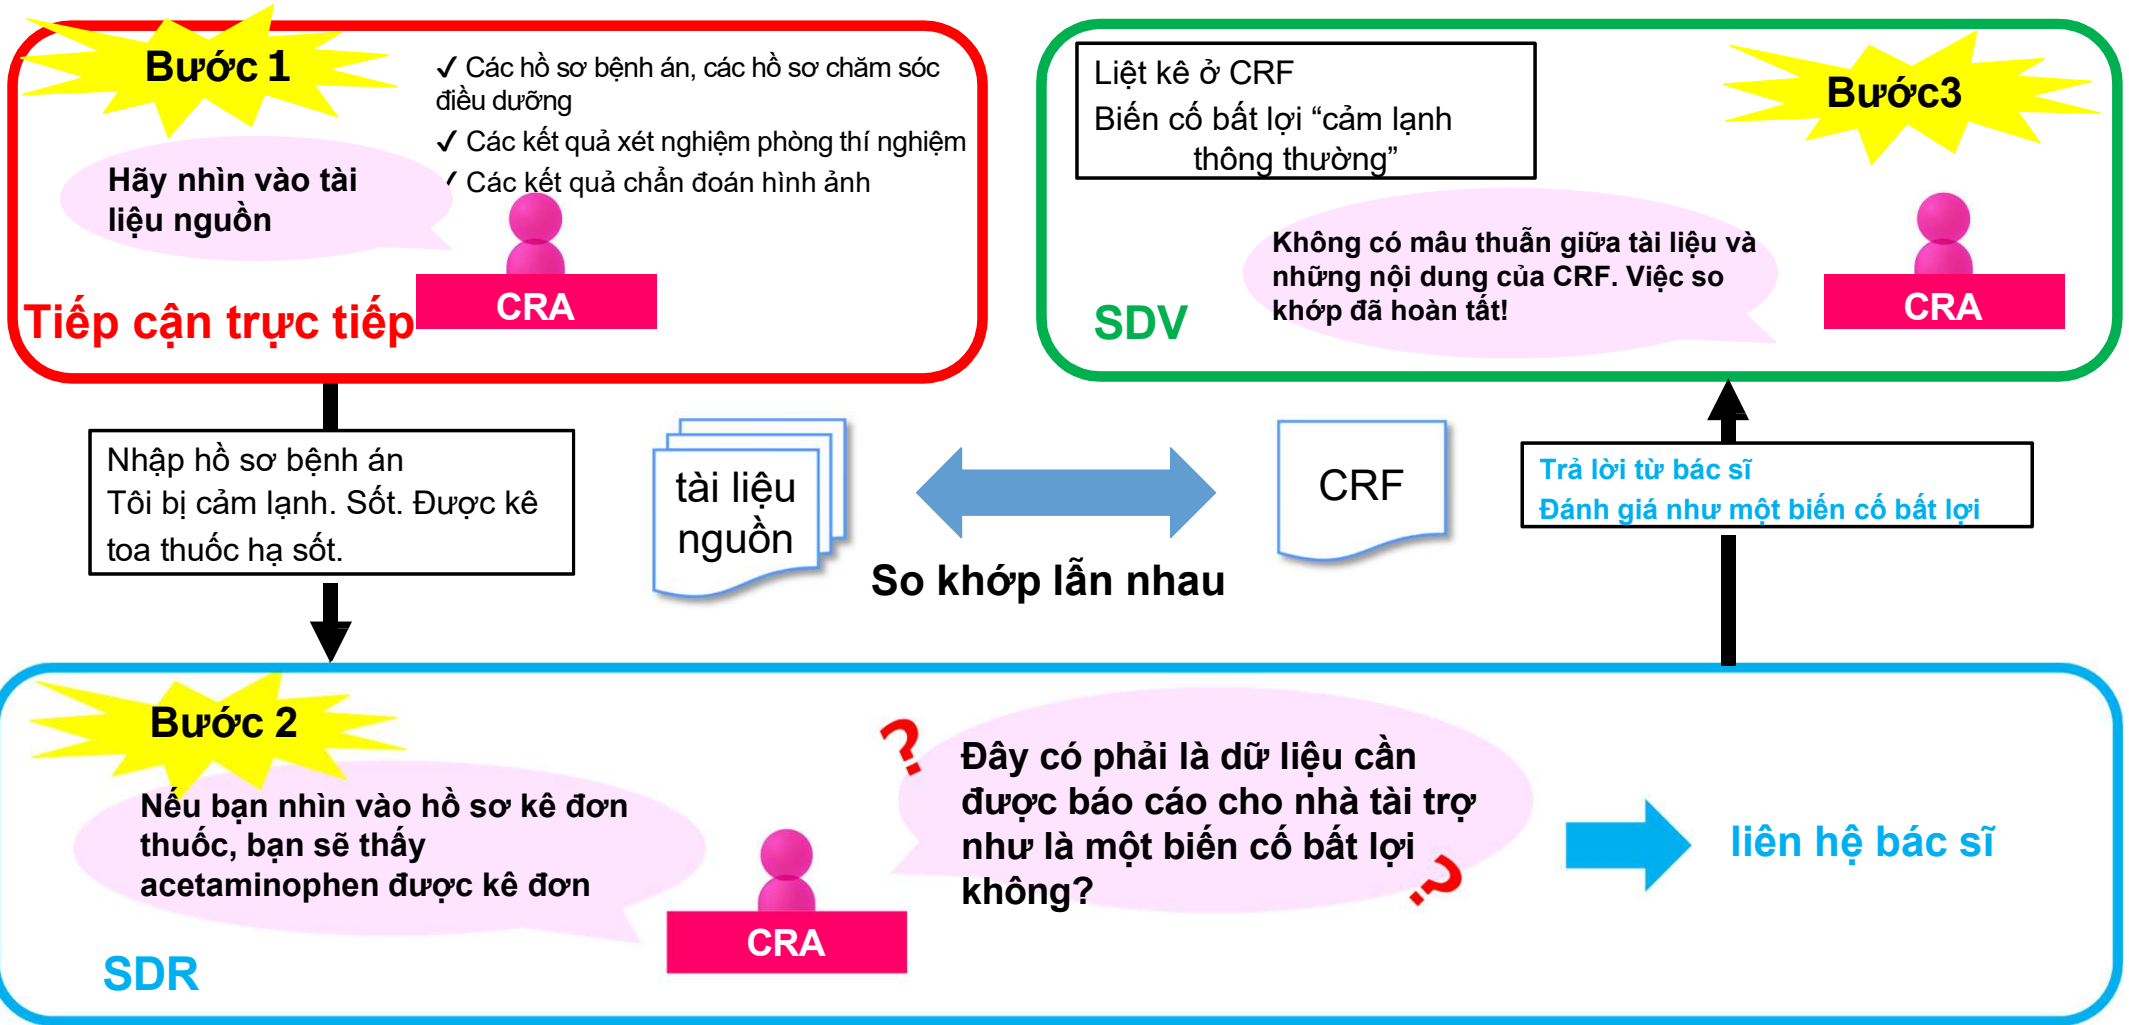 Bước 1
✓ Các hồ sơ bệnh án, các hồ sơ chăm sóc
điều dưỡng
✓ Các kết quả xét nghiệm phòng thí nghiệm
✓ Các kết quả chẩn đoán hình ảnh
Hãy nhìn vào tài
liệu nguồn
CRA
Tiếp cận trực tiếp
Liệt kê ở CRF
Biến cố bất lợi “cảm lạnh
thông thường”
Bước3
Không có mâu thuẫn giữa tài liệu và
những nội dung của CRF. Việc so
khớp đã hoàn tất!
CRA
SDV
Nhập hồ sơ bệnh án
Tôi bị cảm lạnh. Sốt. Được kê
toa thuốc hạ sốt.
tài liệu
nguồn
CRF
So khớp lẫn nhau
Trả lời từ bác sĩ
Đánh giá như một biến cố bất lợi
Bước 2
Nếu bạn nhìn vào hồ sơ kê đơn
thuốc, bạn sẽ thấy
acetaminophen được kê đơn
CRA
SDR
?
Đây có phải là dữ liệu cần
được báo cáo cho nhà tài trợ
như là một biến cố bất lợi
không?
?
liên hệ bác sĩ